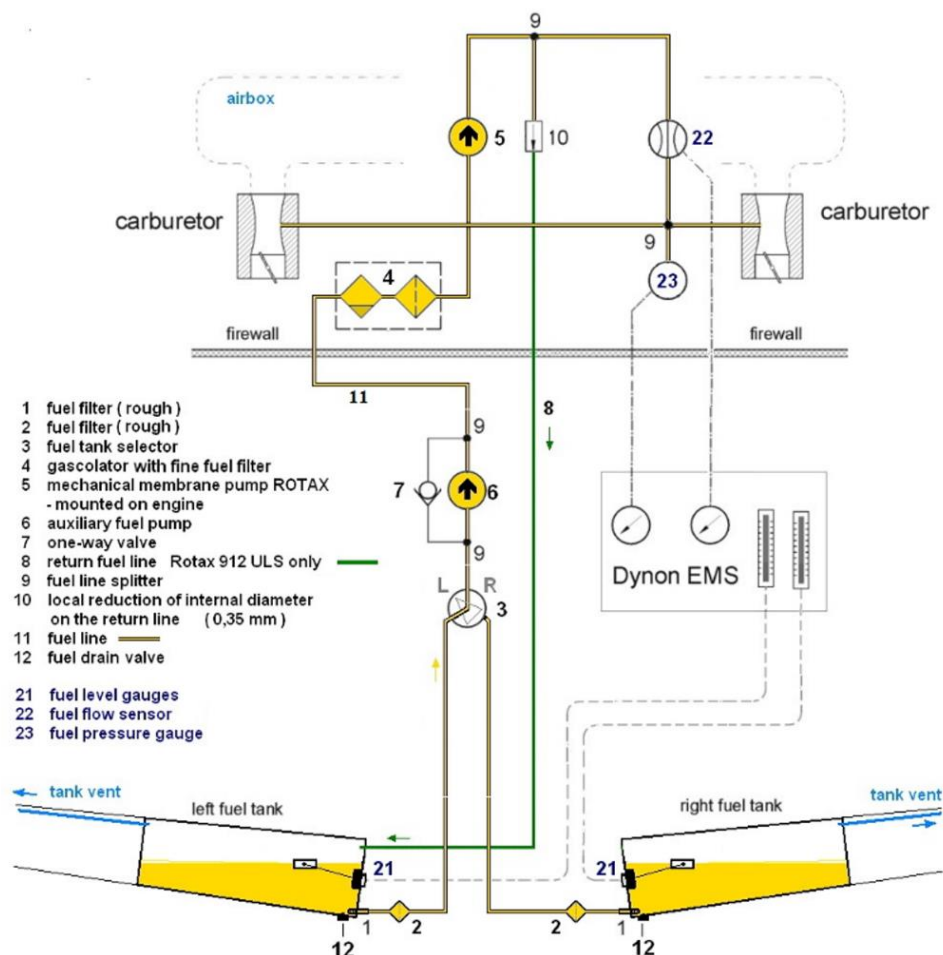 9
airbox
5
10
22
carburetor
carburetor
9
4
23
firewall
firewall
11
8
1 fuel filter ( rough )
2 fuel filter ( rough )
3 fuel tank selector
4 gascolator with fine fuel filter
5 mechanical membrane pump ROTAX
- mounted on engine
6 auxiliary fuel pump
7 one-way valve
8 return fuel line Rotax 912 ULS only
9 fuel line splitter
10 local reduction of internal diameter
on the return line ( 0,35 mm )
11 fuel line
12 fuel drain valve
21 fuel level gauges
22 fuel flow sensor
23 fuel pressure gauge
9
7
6
9
L R
3
Dynon EMS
tank vent
left fuel tank
right fuel tank
tank vent
21
21
1
2
2
1
12
12